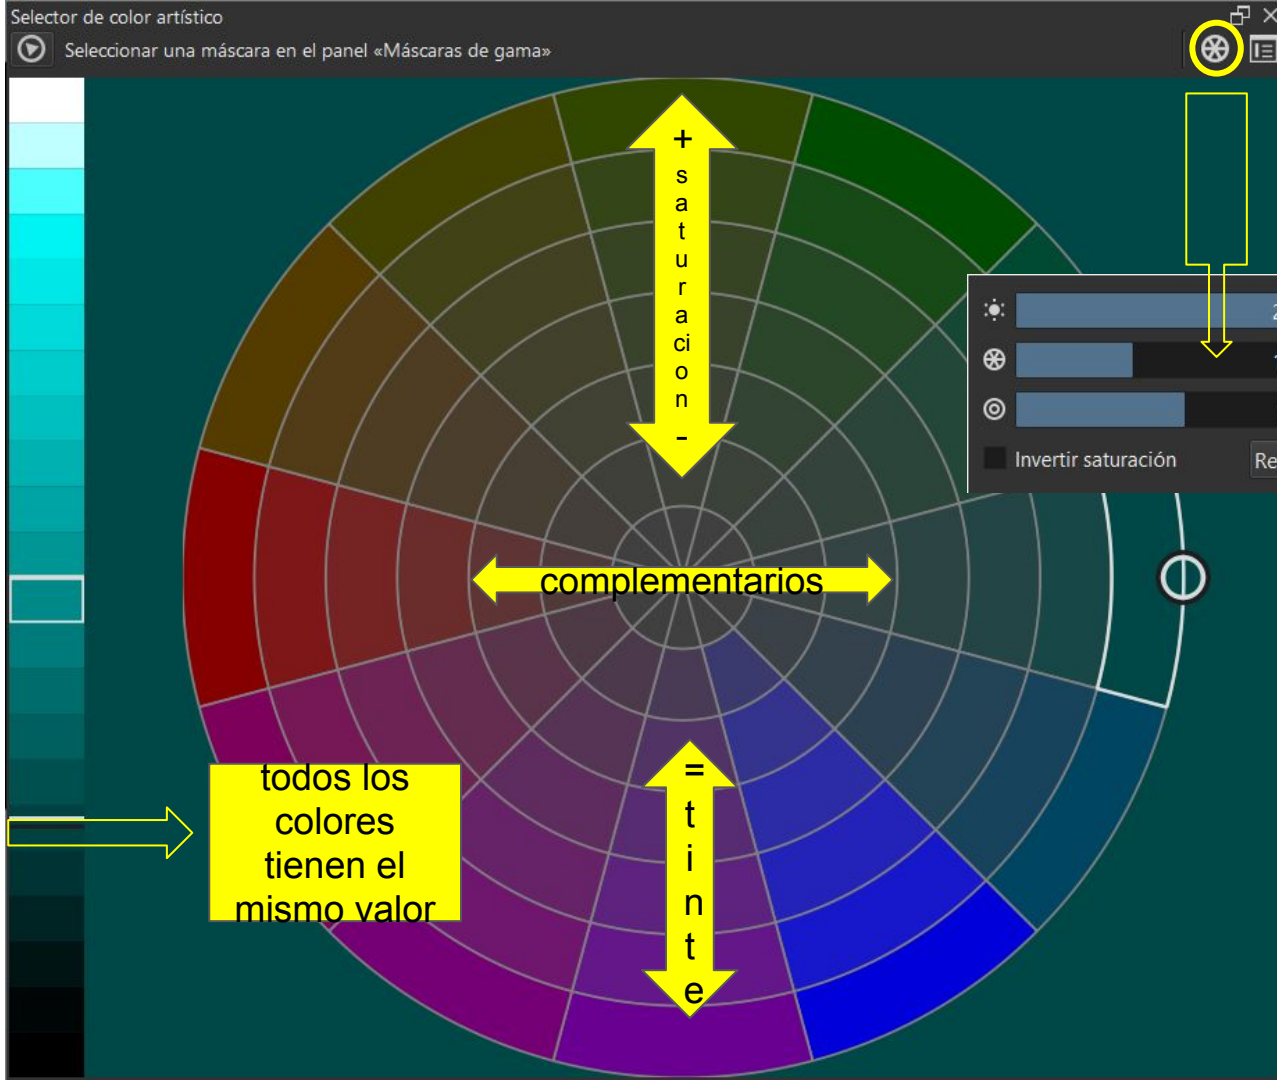 Selector de color artístico
Seleccionar una máscara en el panel «Máscaras de gama»
+
s
a
t
u
r
a
ci
o
n
-
Invertir saturación
Re
complementarios
todos los
colores
tienen el
mismo valor
=
t
i
n
t
e